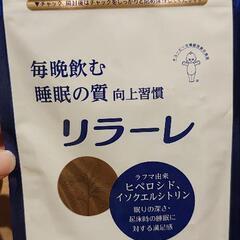 毎晩飲む
睡眠の質 向上習慣
リラーレ
ラフマ由来
ヒペロシド、
イソクエルシトリン
眠りの深さ、
起床時の睡眠に
対する満足感